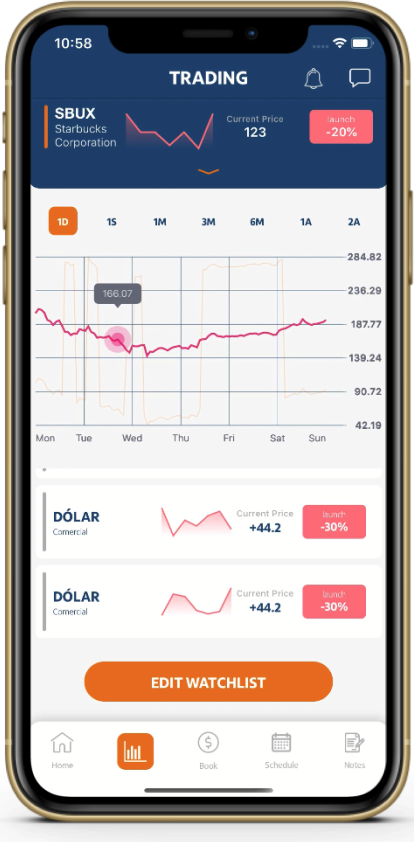 10:58
TRADING
SBUX
Starbucks
Corporation
Current Price
123
launch
-20%
1D 1S 1M 3M 6M 1A 2A
284.82
236.29
187.77
139.24
90.72
42.19
166.07
Mon Tue Wed Thu Fri Sat Sun
DÓLAR
Comercial
Current Price
+44.2
launch
-30%
DÓLAR
Comercial
Current Price
+44.2
launch
-30%
EDIT WATCHLIST
Home Book Schedule Notes